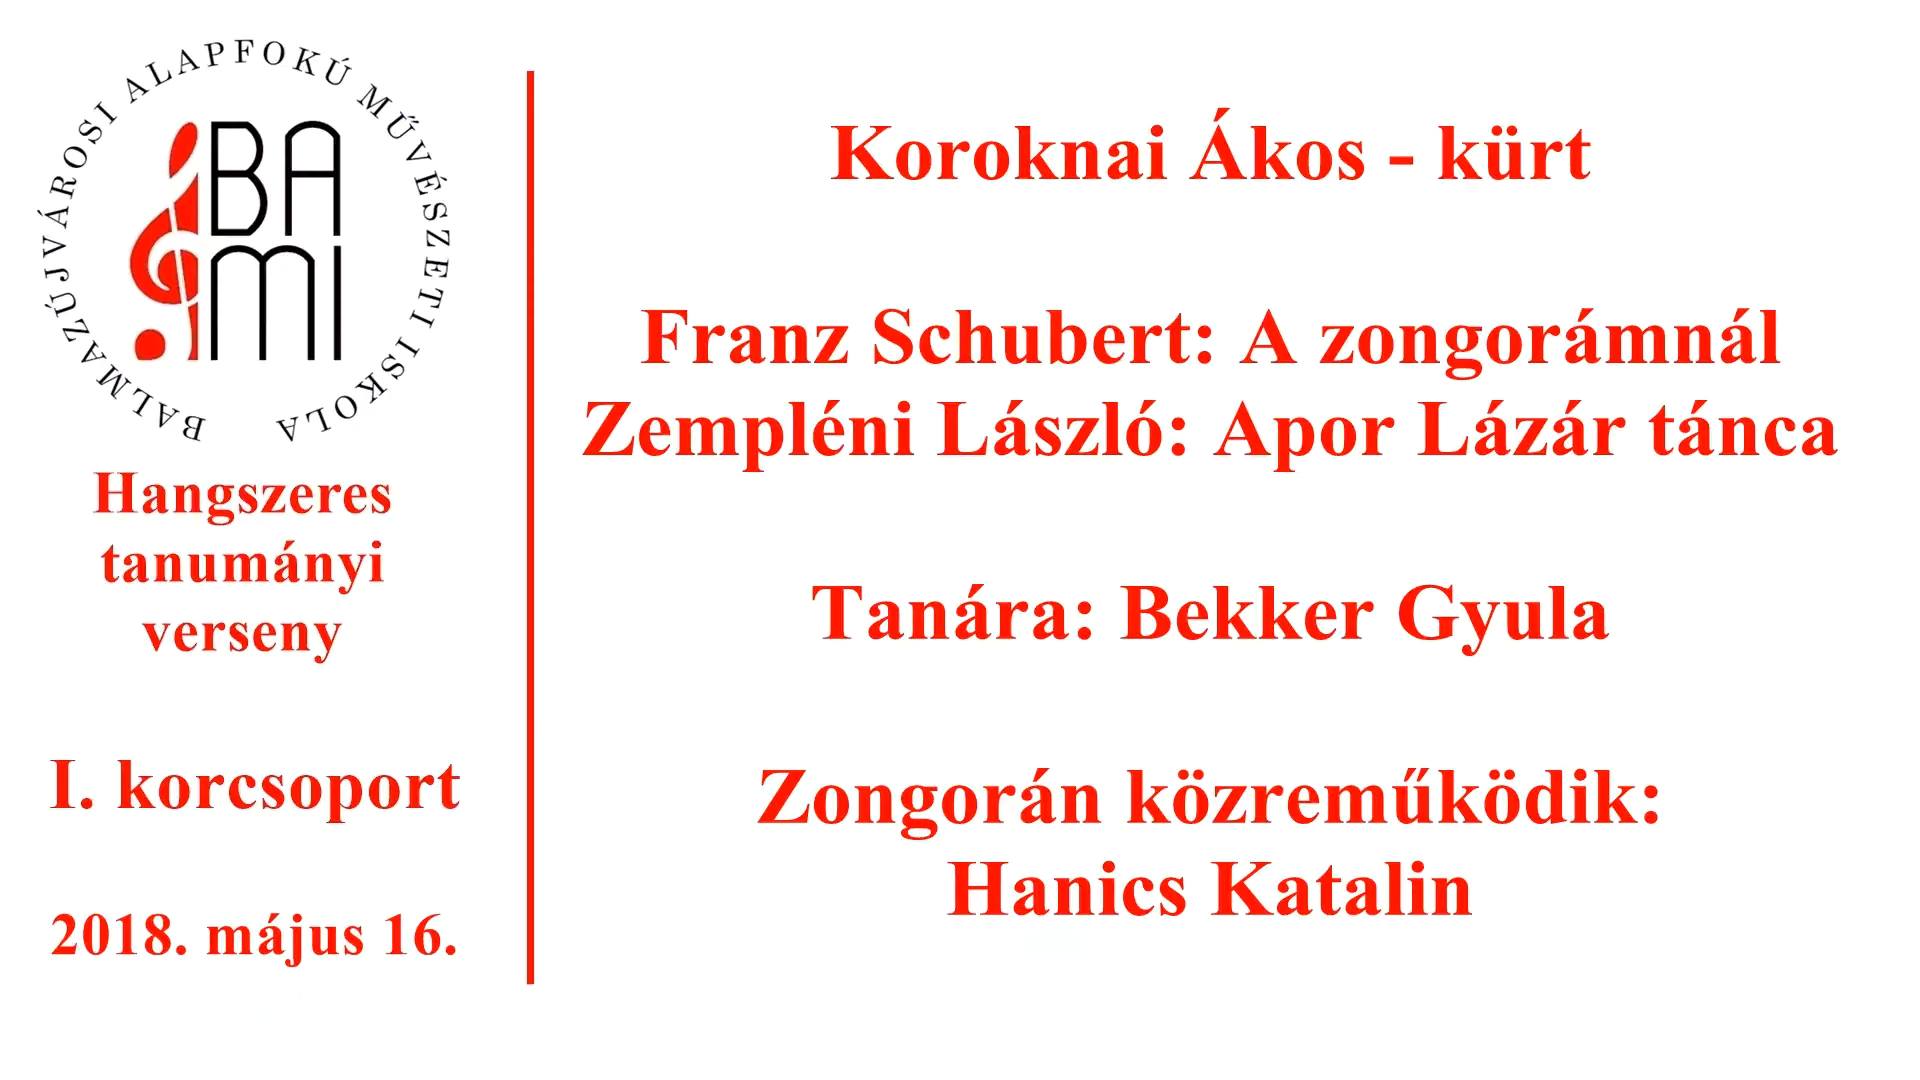 BALMAZÚJVÁROSI ALAPFOKÚ MŰVÉSZETI ISKOLA
BA
MI
Hangszeres
tanumányi
verseny
I. korcsoport
2018. május 16.
Koroknai Ákos - kürt
Franz Schubert: A zongorámnál
Zempléni László: Apor Lázár tánca
Tanára: Bekker Gyula
Zongorán közreműködik:
Hanics Katalin